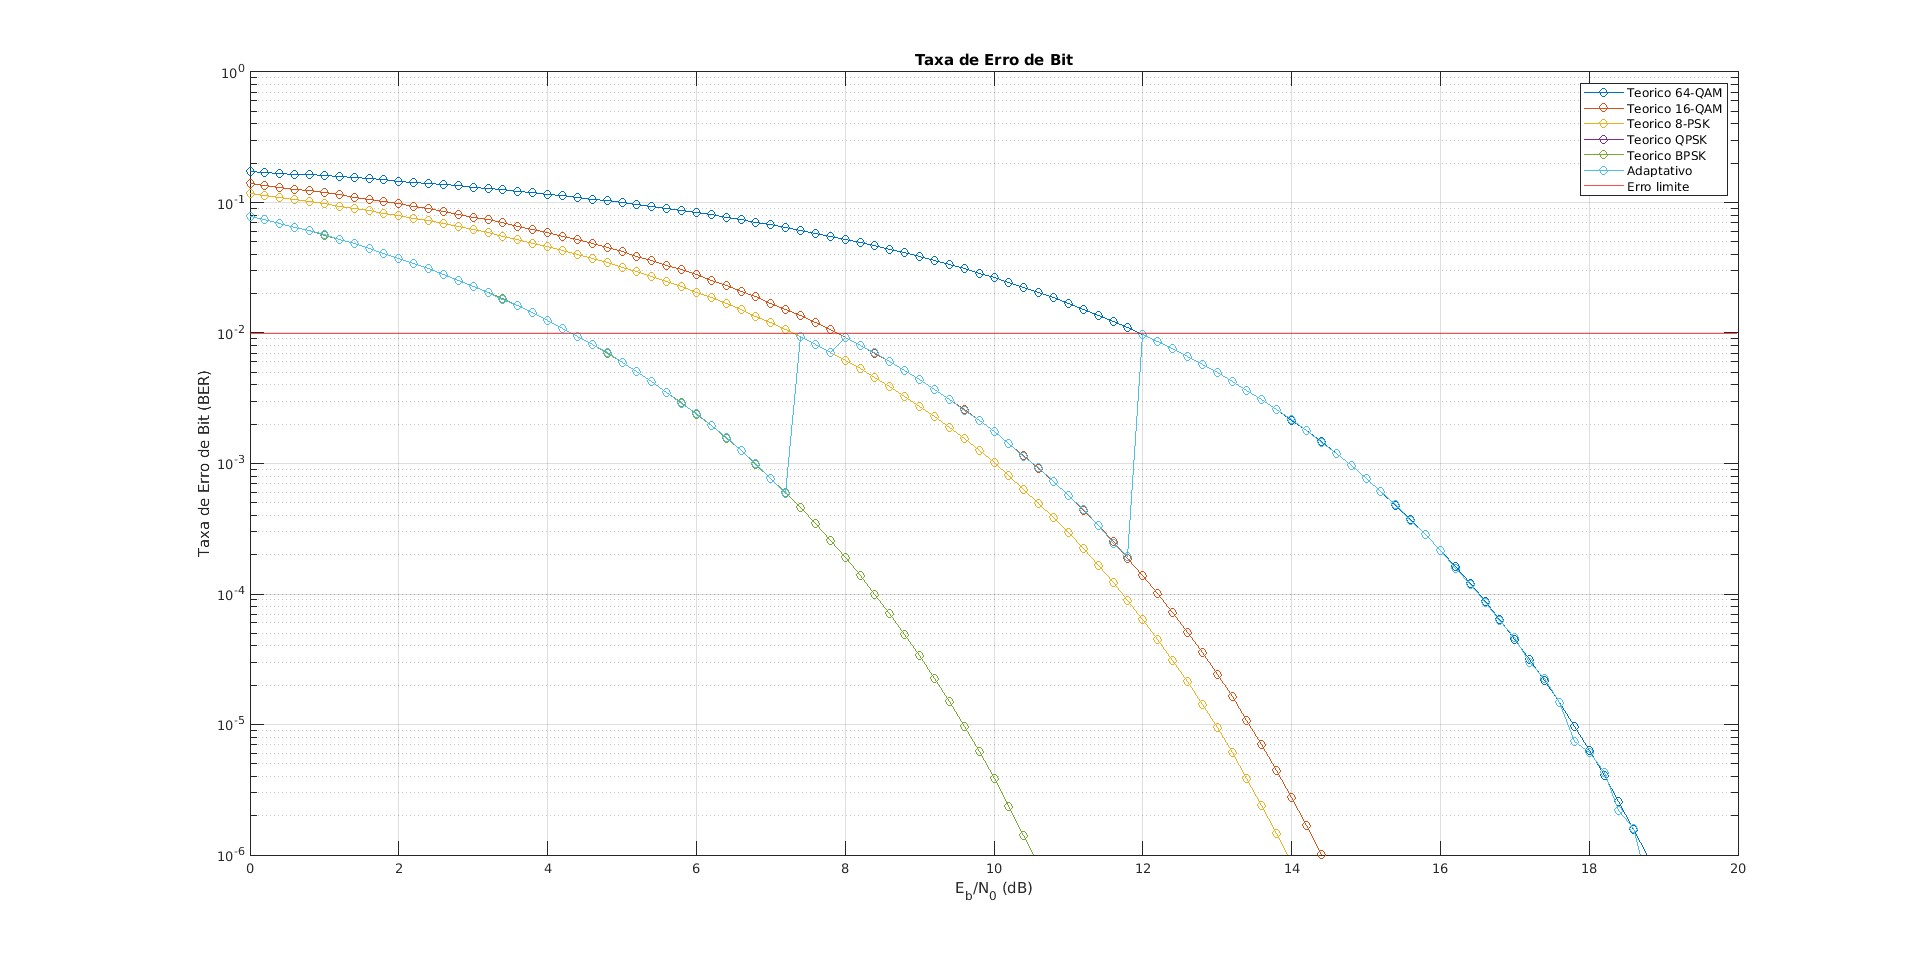 Taxa de Erro de Bit
Teorico 64-QAM
Teorico 16-QAM
Teorico 8-PSK
Teorico QPSK
Teorico BPSK
Adaptativo
Erro limite
Taxa de Erro de Bit (BER)
10^0
10^-1
10^-2
10^-3
10^-4
10^-5
10^-6
0 2 4 6 8 10 12 14 16 18 20
E_b/N_0 (dB)